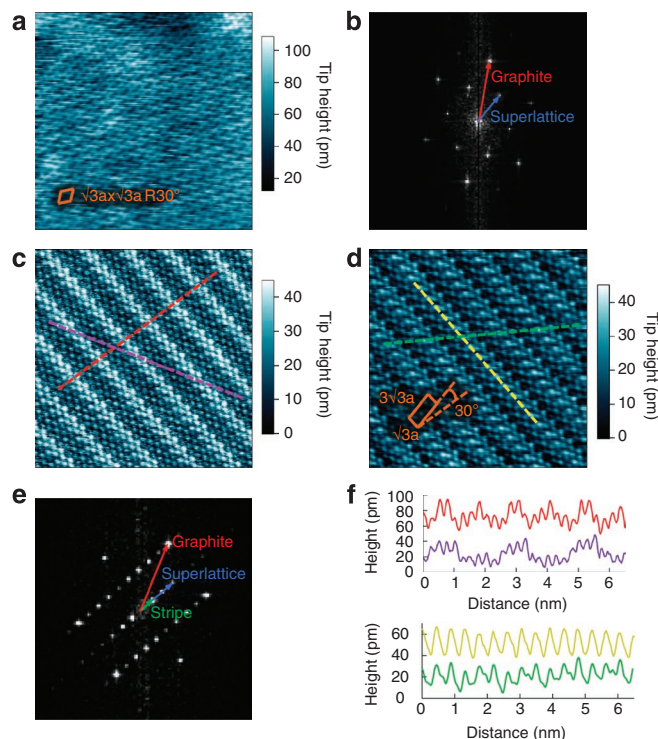 a
100
80
60
40
20
Tip height (pm)
√3ax√3a R30°
b
Graphite
Superlattice
c
40
30
20
10
0
Tip height (pm)
d
40
30
20
10
0
Tip height (pm)
3√3a
30°
√3a
e
Graphite
Superlattice
Stripe
f
100
80
60
40
20
0
Height (pm)
0 1 2 3 4 5 6
Distance (nm)
60
40
20
0
Height (pm)
0 1 2 3 4 5 6
Distance (nm)